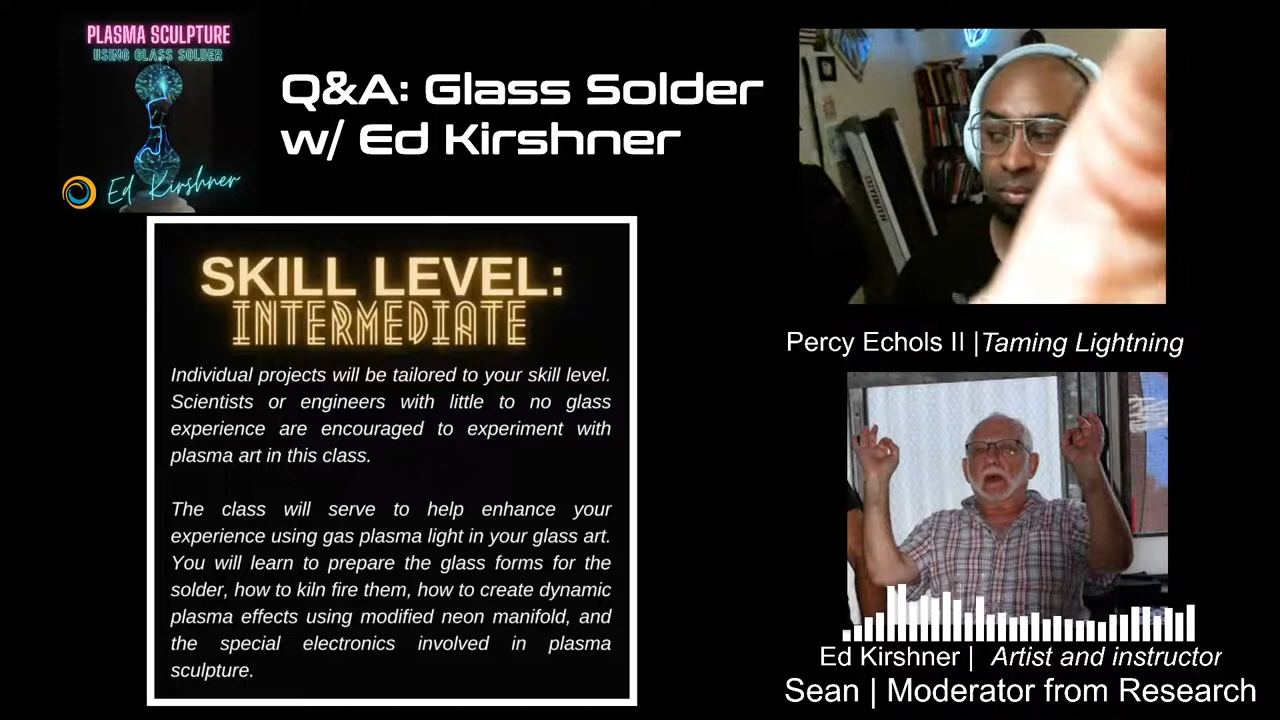 PLASMA SCULPTURE
USING GLASS SOLDER
Ed Kirshner
Q&A: Glass Solder
w/ Ed Kirshner
SKILL LEVEL:
INTERMEDIATE
Individual projects will be tailored to your skill level.
Scientists or engineers with little to no glass
experience are encouraged to experiment with
plasma art in this class.
The class will serve to help enhance your
experience using gas plasma light in your glass art.
You will learn to prepare the glass forms for the
solder, how to kiln fire them, how to create dynamic
plasma effects using modified neon manifold, and
the special electronics involved in plasma
sculpture.
Percy Echols II | Taming Lightning
Ed Kirshner | Artist and instructor
Sean | Moderator from Research